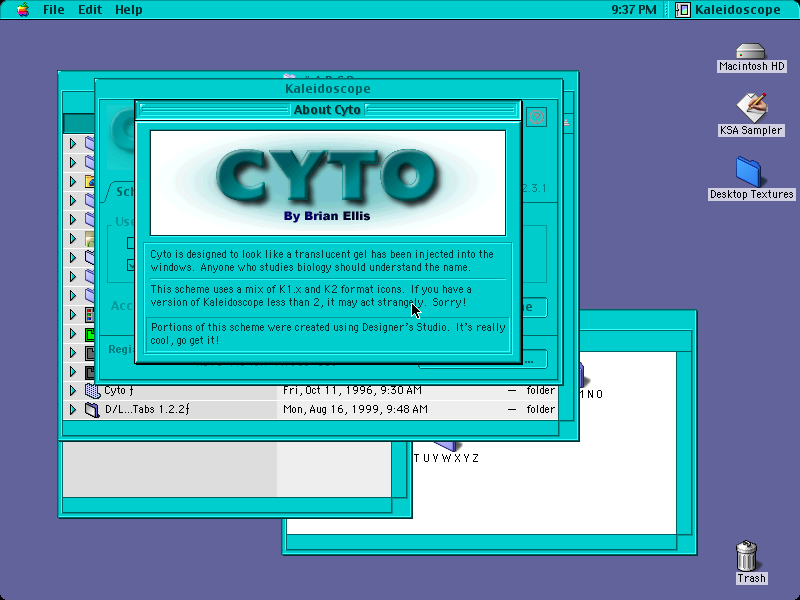 File Edit Help
9:37 PM
Kaleidoscope
Macintosh HD
KSA Sampler
Desktop Textures
Kaleidoscope
About Cyto
CYTO
By Brian Ellis
2.3.1
Cyto is designed to look like a translucent gel has been injected into the
windows. Anyone who studies biology should understand the name.
This scheme uses a mix of K1.x and K2 format icons. If you have a
version of Kaleidoscope less than 2, it may act strangely. Sorry!
Portions of this scheme were created using Designer's Studio. It's really
cool, go get it!
Cyto ƒ Fri, Oct 11, 1996, 9:30 AM — folder
D/L...Tabs 1.2.2ƒ Mon, Aug 16, 1999, 9:48 AM — folder
T U V W X Y Z
Trash